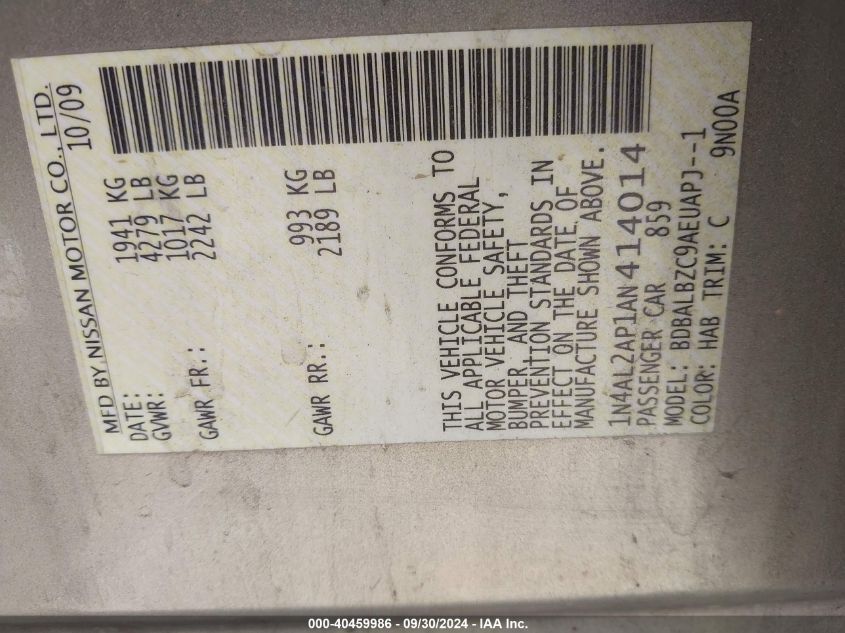 MFD BY NISSAN MOTOR CO., LTD.
DATE: 10/09
GVWR: 1941 KG
4279 LB
GAWR FR.: 1017 KG
2242 LB
GAWR RR.: 993 KG
2189 LB
THIS VEHICLE CONFORMS TO
ALL APPLICABLE FEDERAL
MOTOR VEHICLE SAFETY,
BUMPER, AND THEFT
PREVENTION STANDARDS IN
EFFECT ON THE DATE OF
MANUFACTURE SHOWN ABOVE.
1N4AL2AP1AN414014
PASSENGER CAR 859
MODEL: BDBALBZC9AEUAPJ--1
COLOR: HAB TRIM: C 9N00A
000-40459986 - 09/30/2024 - IAA Inc.